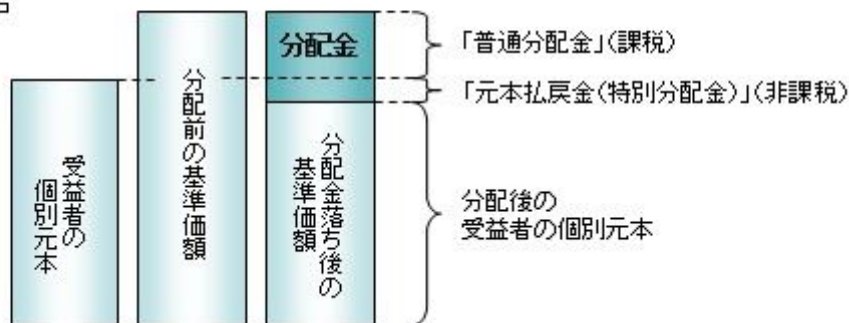 受益者の
個別元本
分配前の基準価額
分配金
分配金落ち後の
基準価額
「普通分配金」(課税)
「元本払戻金(特別分配金)」(非課税)
分配後の
受益者の個別元本